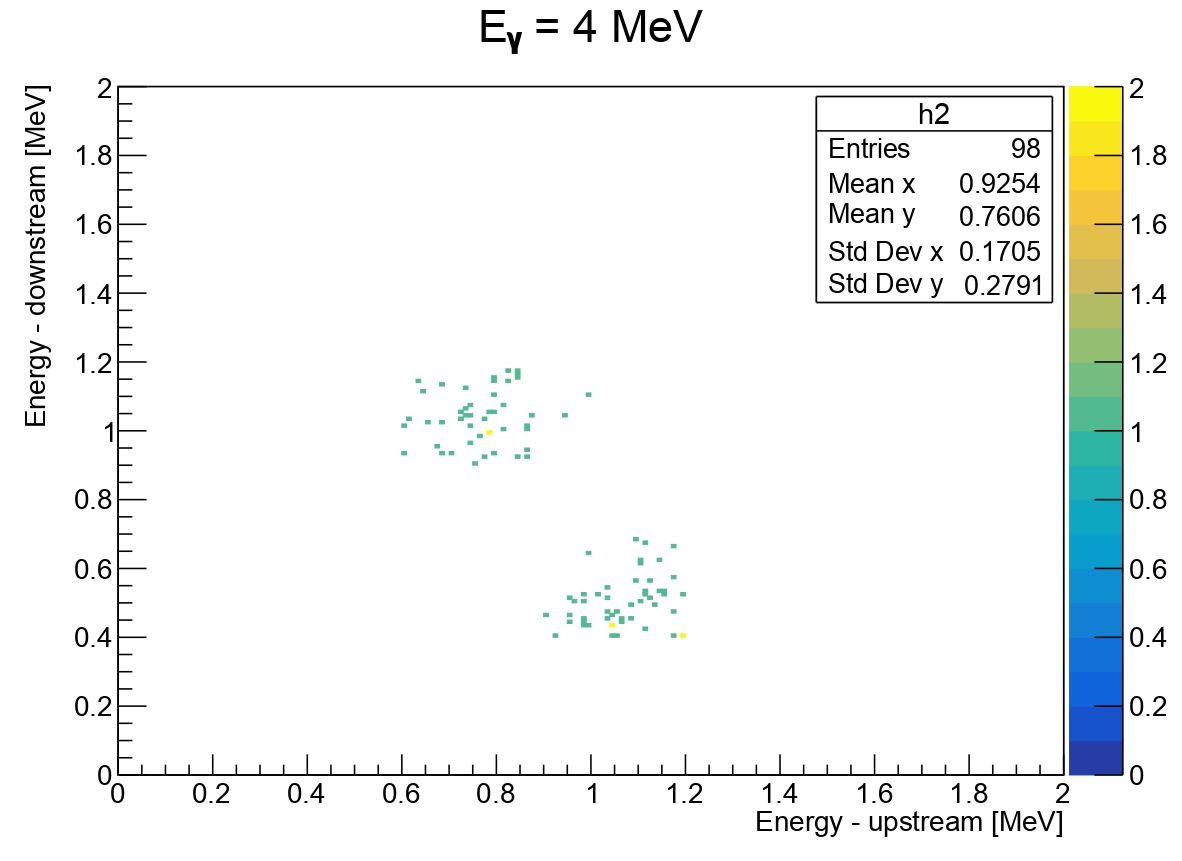 Eγ = 4 MeV
Energy - downstream [MeV]
2
1.8
1.6
1.4
1.2
1
0.8
0.6
0.4
0.2
0
h2
Entries 98
Mean x 0.9254
Mean y 0.7606
Std Dev x 0.1705
Std Dev y 0.2791
2
1.8
1.6
1.4
1.2
1
0.8
0.6
0.4
0.2
0
0 0.2 0.4 0.6 0.8 1 1.2 1.4 1.6 1.8 2
Energy - upstream [MeV]